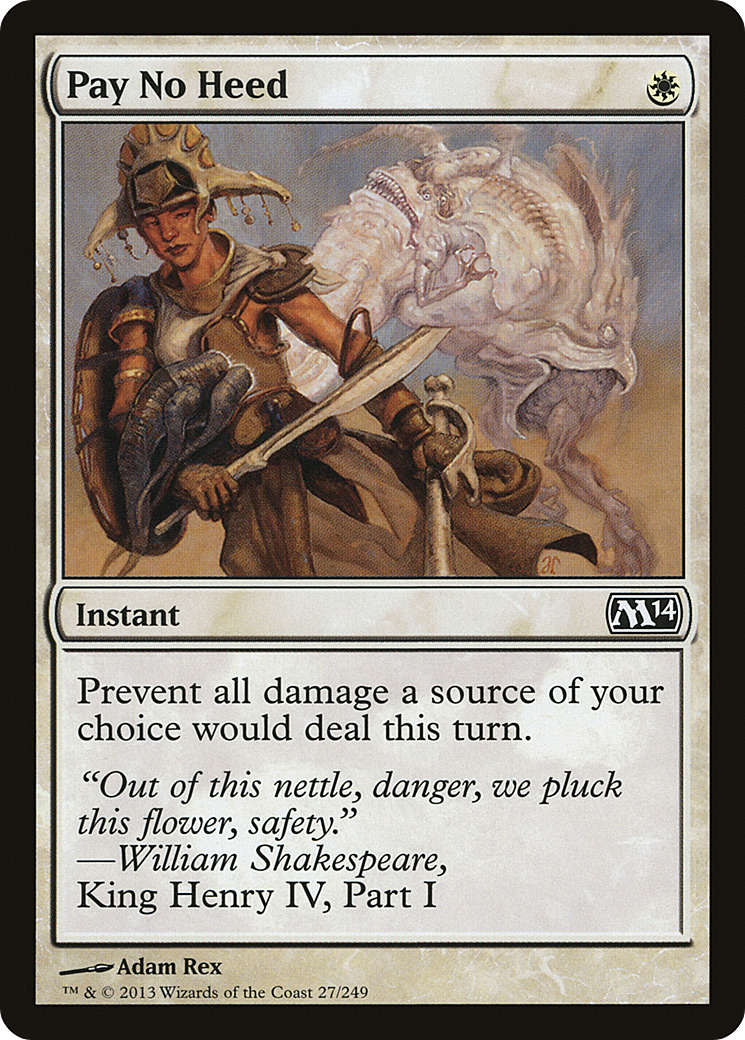 Pay No Heed
Instant
M14
Prevent all damage a source of your
choice would deal this turn.
“Out of this nettle, danger, we pluck
this flower, safety.”
—William Shakespeare,
King Henry IV, Part I
Adam Rex
™ & © 2013 Wizards of the Coast 27/249